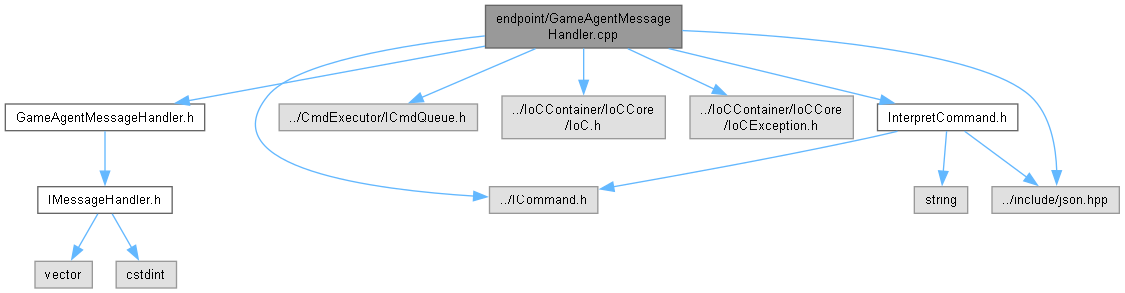 endpoint/GameAgentMessage
Handler.cpp
GameAgentMessageHandler.h
../CmdExecutor/ICmdQueue.h
../IoCContainer/IoCCore
/IoC.h
../IoCContainer/IoCCore
/IoCException.h
InterpretCommand.h
IMessageHandler.h
../ICommand.h
string
../include/json.hpp
vector
cstdint